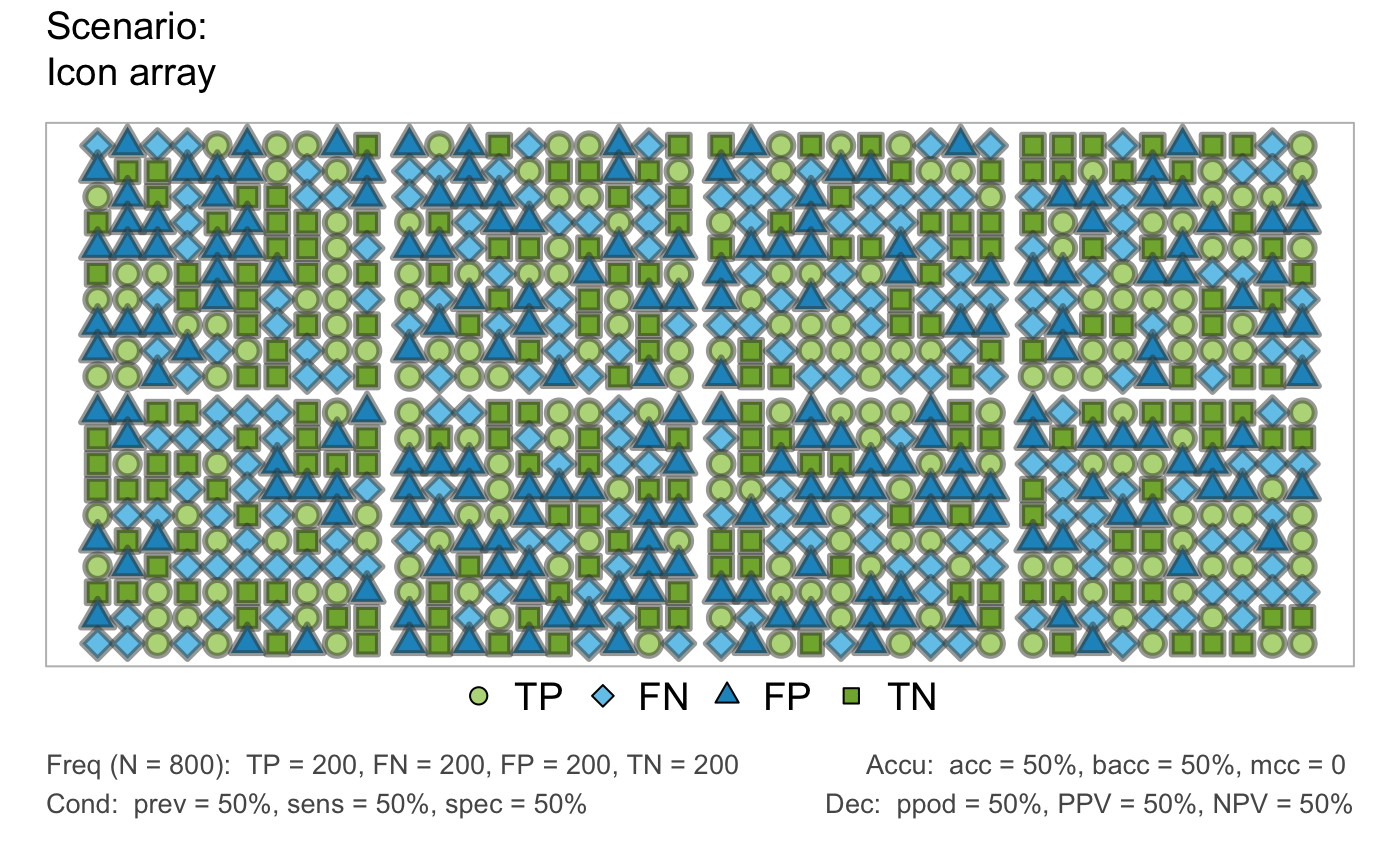 Scenario:
Icon array
TP FN FP TN
Freq (N = 800): TP = 200, FN = 200, FP = 200, TN = 200
Accu: acc = 50%, bacc = 50%, mcc = 0
Cond: prev = 50%, sens = 50%, spec = 50%
Dec: ppod = 50%, PPV = 50%, NPV = 50%